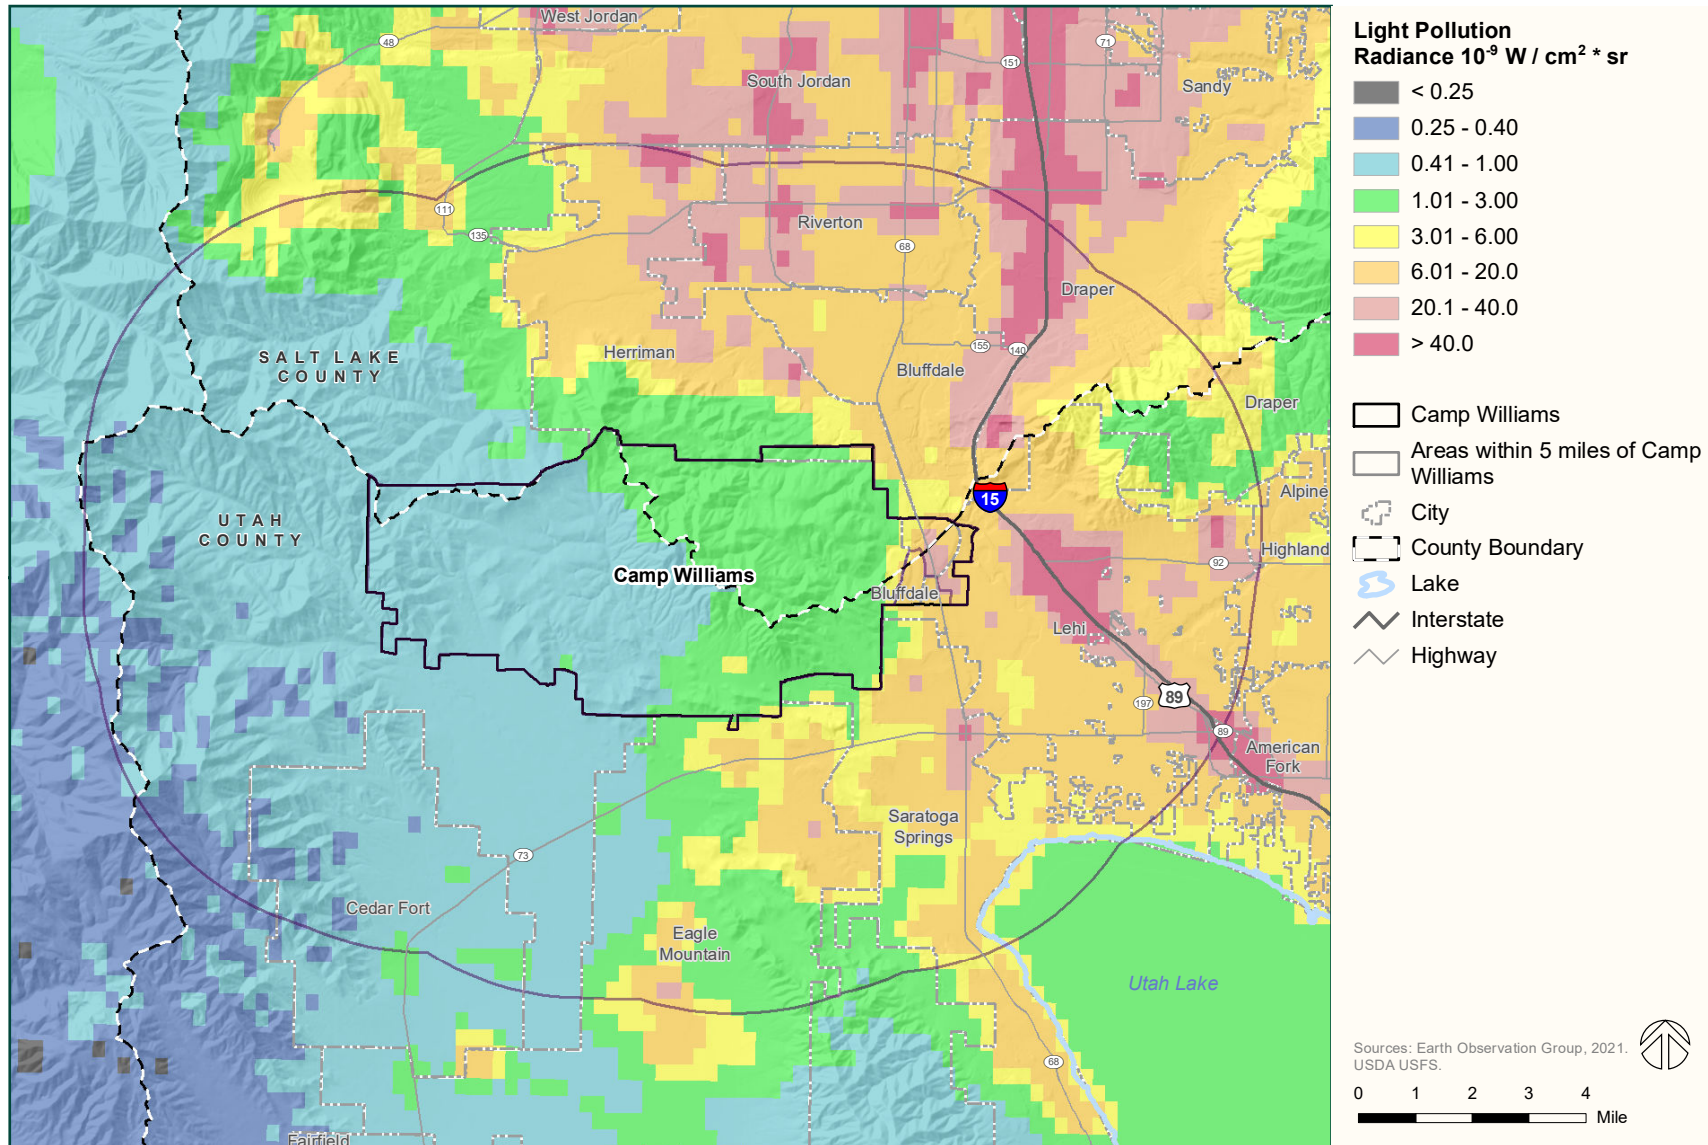 West Jordan
48
71
151
South Jordan
Sandy
111
135
Riverton
68
Draper
SALT LAKE
COUNTY
Herriman
155
140
Bluffdale
Draper
15
Alpine
UTAH
COUNTY
Highland
92
Camp Williams
Bluffdale
Lehi
89
197
89
American
Fork
Saratoga
Springs
73
Cedar Fort
Eagle
Mountain
Utah Lake
68
Fairfield
Light Pollution
Radiance 10⁻⁹ W / cm² * sr
< 0.25
0.25 - 0.40
0.41 - 1.00
1.01 - 3.00
3.01 - 6.00
6.01 - 20.0
20.1 - 40.0
> 40.0
Camp Williams
Areas within 5 miles of Camp
Williams
City
County Boundary
Lake
Interstate
Highway
Sources: Earth Observation Group, 2021.
USDA USFS.
0 1 2 3 4
Mile